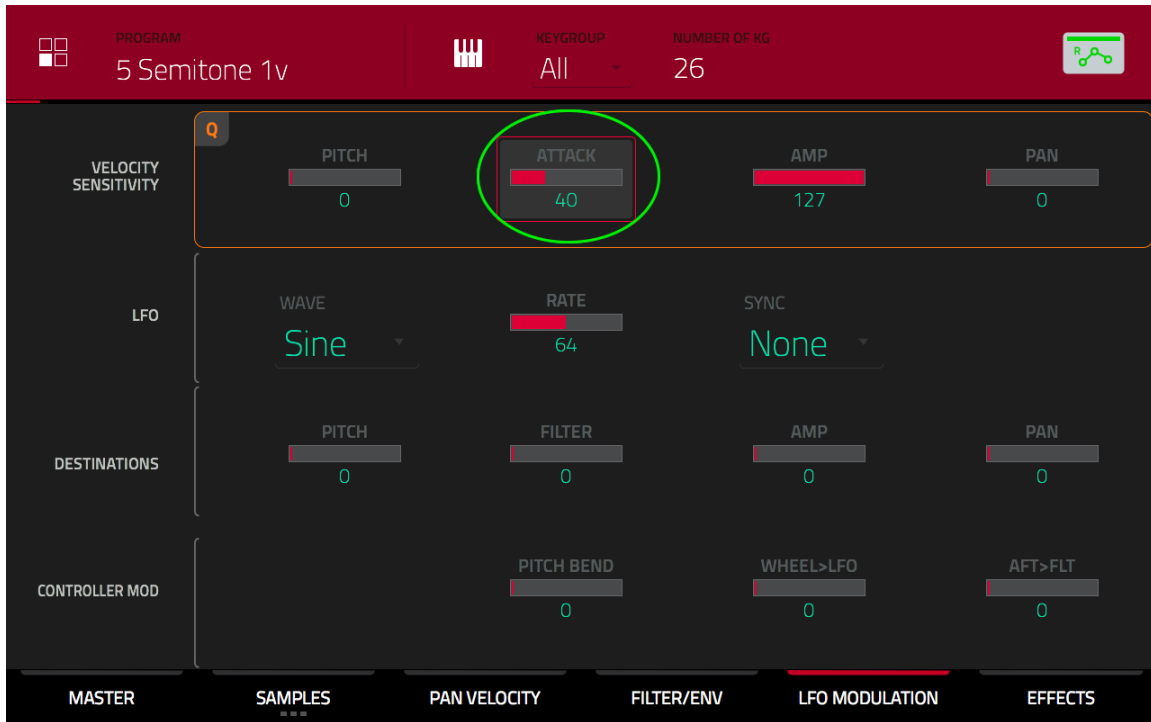 PROGRAM
5 Semitone 1v
KEYGROUP
All
NUMBER OF KG
26
R
VELOCITY
SENSITIVITY
Q
PITCH
0
ATTACK
40
AMP
127
PAN
0
LFO
WAVE
Sine
RATE
64
SYNC
None
DESTINATIONS
PITCH
0
FILTER
0
AMP
0
PAN
0
CONTROLLER MOD
PITCH BEND
0
WHEEL>LFO
0
AFT>FLT
0
MASTER
SAMPLES
PAN VELOCITY
FILTER/ENV
LFO MODULATION
EFFECTS